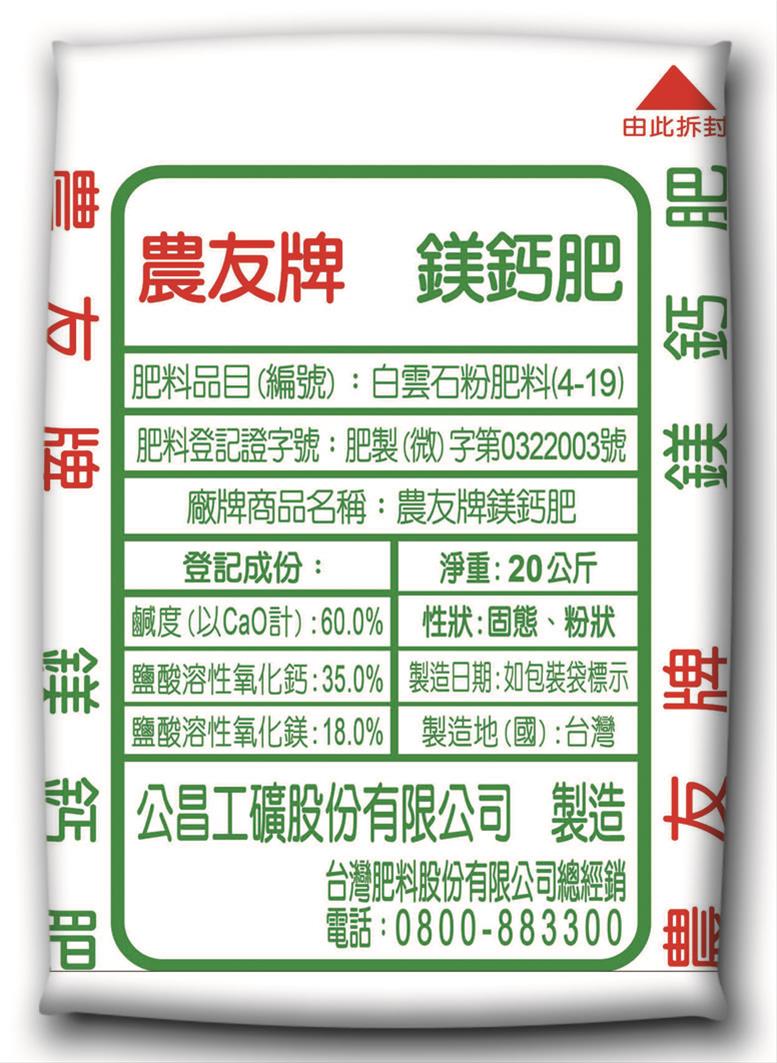 由此拆封
農友牌 鎂鈣肥
肥料品目(編號)：白雲石粉肥料(4-19)
肥料登記證字號：肥製(微)字第0322003號
廠牌商品名稱：農友牌鎂鈣肥
登記成份：
淨重：20公斤
鹹度(以CaO計)：60.0%
性狀：固態、粉狀
鹽酸溶性氧化鈣：35.0%
製造日期：如包裝袋標示
鹽酸溶性氧化鎂：18.0%
製造地(國)：台灣
公昌工礦股份有限公司 製造
台灣肥料股份有限公司總經銷
電話：0800-883300
農友牌 鎂鈣肥
農友牌 鎂鈣肥